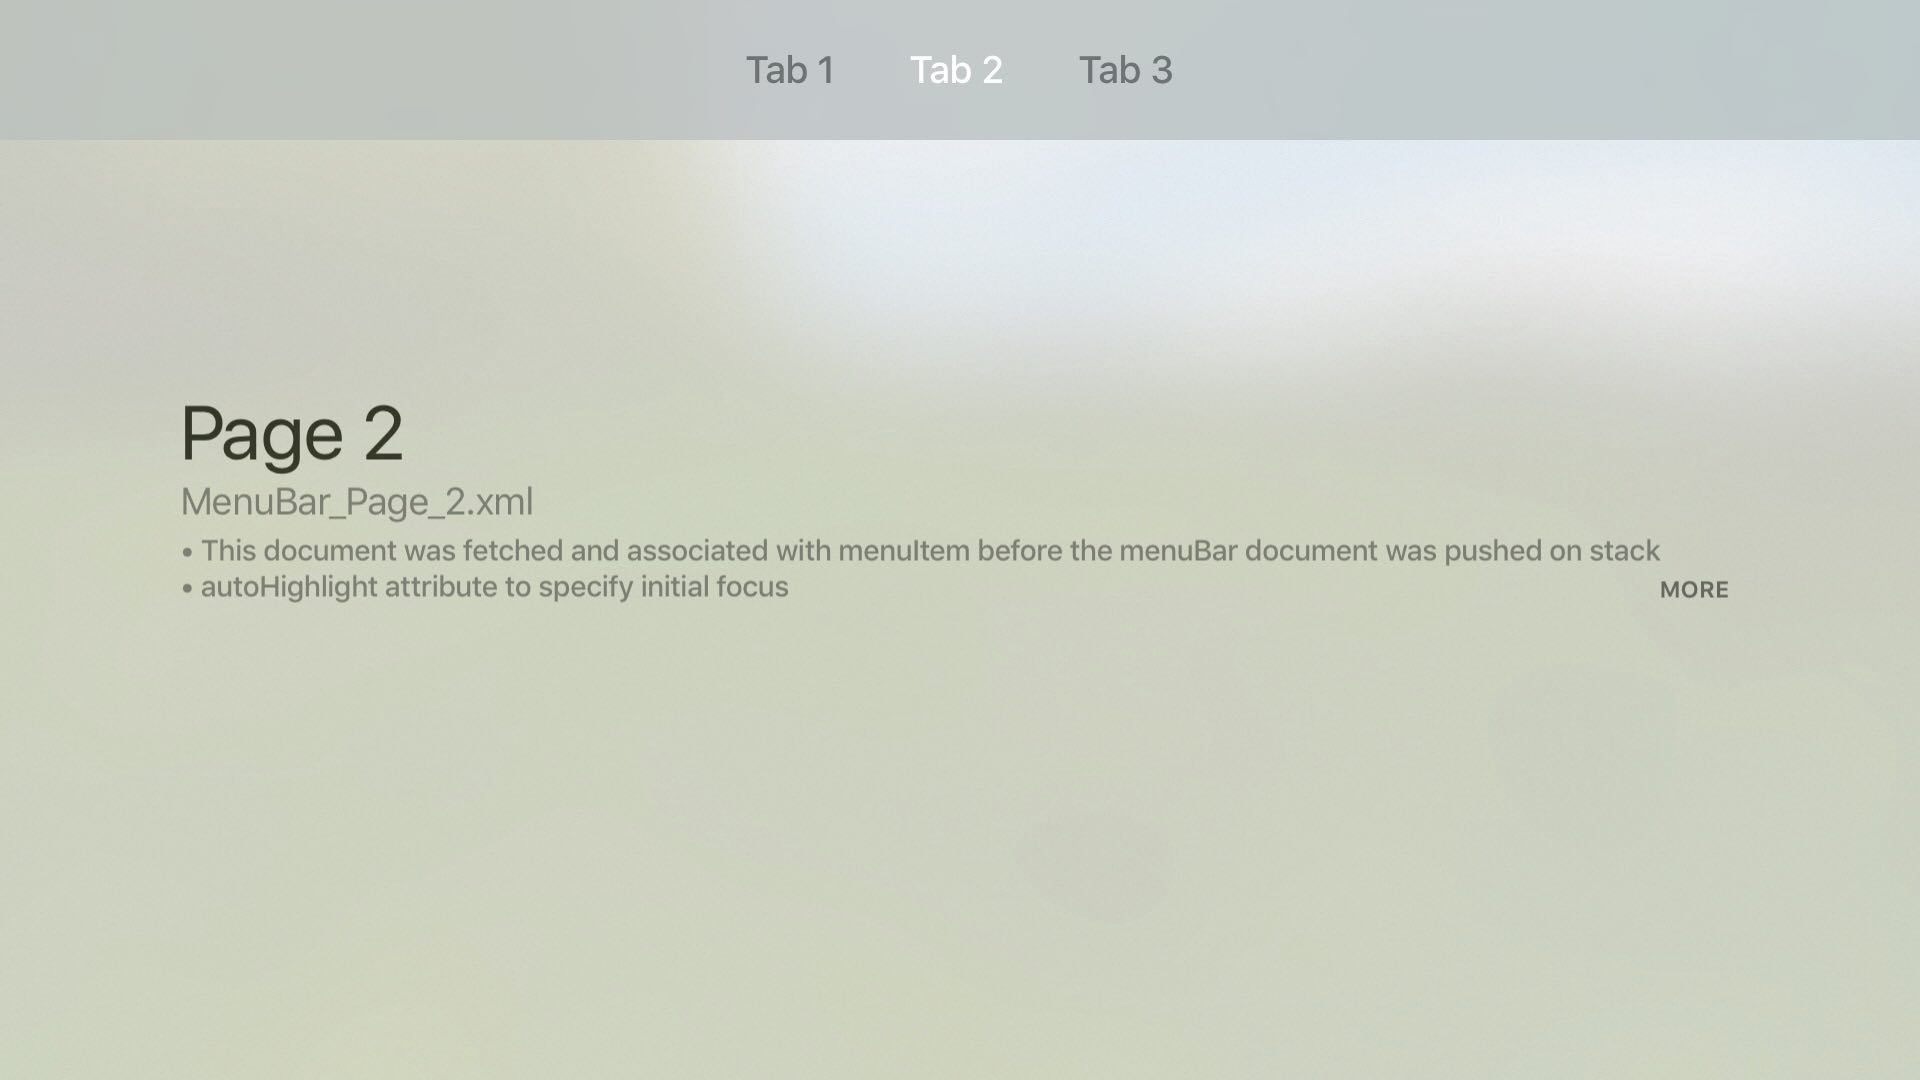 Tab 1 Tab 2 Tab 3
Page 2
MenuBar_Page_2.xml
• This document was fetched and associated with menuItem before the menuBar document was pushed on stack
• autoHighlight attribute to specify initial focus MORE